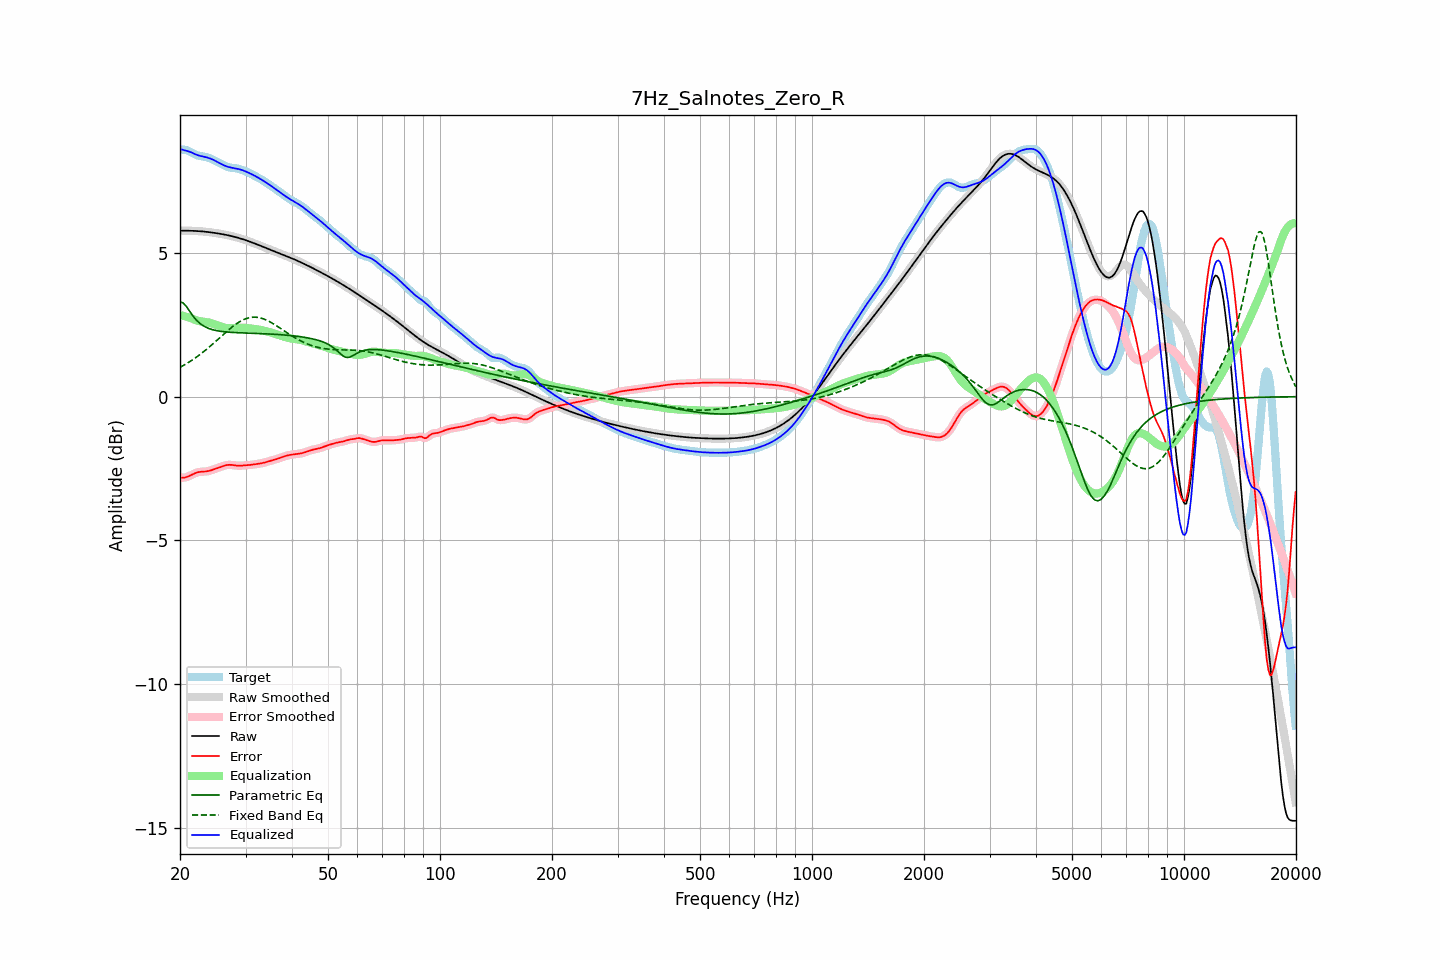 7Hz_Salnotes_Zero_R
Amplitude (dBr)
5
0
−5
−10
−15
Target
Raw Smoothed
Error Smoothed
Raw
Error
Equalization
Parametric Eq
Fixed Band Eq
Equalized
20 50 100 200 500 1000 2000 5000 10000 20000
Frequency (Hz)